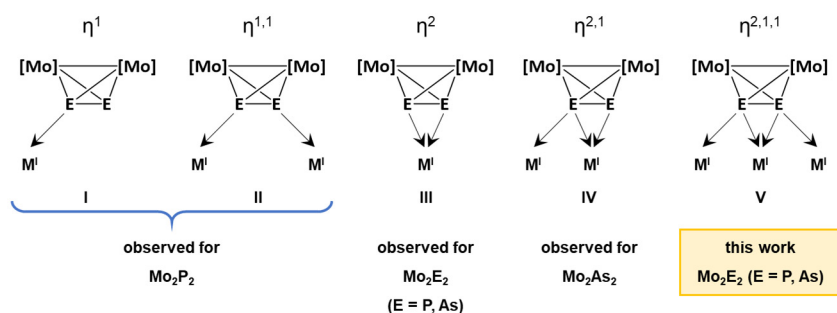 η¹ η¹,¹ η² η²,¹ η²,¹,¹
[Mo] [Mo] [Mo] [Mo] [Mo] [Mo] [Mo] [Mo] [Mo] [Mo]
E E E E E E E E E E
Mᴵ Mᴵ Mᴵ Mᴵ Mᴵ Mᴵ Mᴵ Mᴵ Mᴵ
I II III IV V
observed for observed for observed for this work
Mo₂P₂ Mo₂E₂ Mo₂As₂ Mo₂E₂ (E = P, As)
(E = P, As)